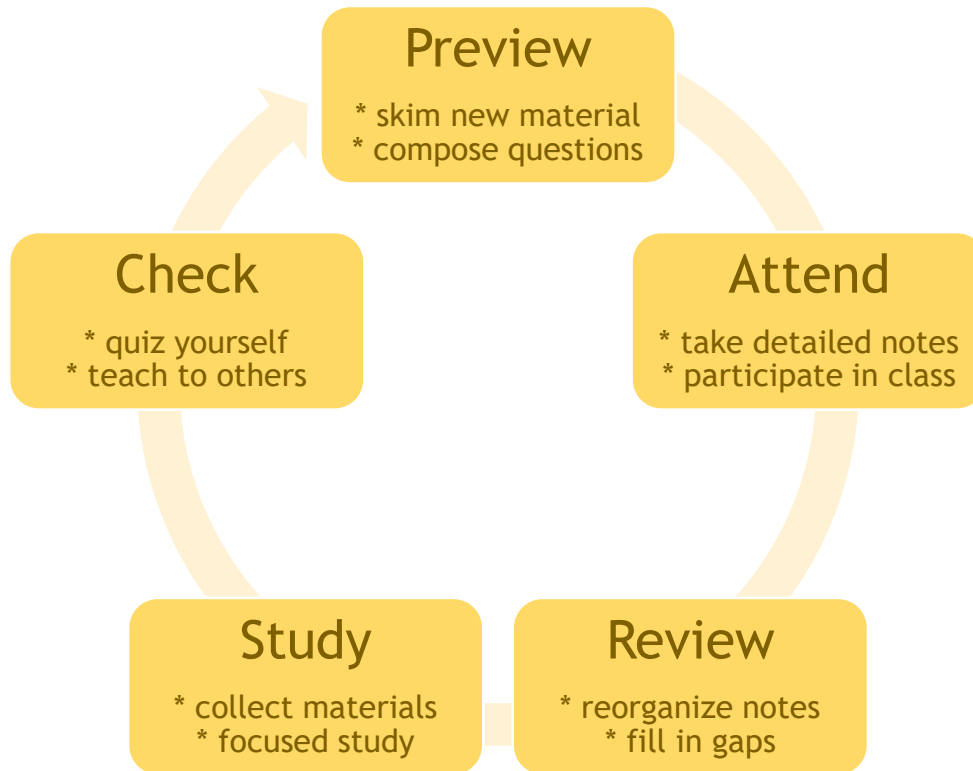 Preview
* skim new material
* compose questions
Attend
* take detailed notes
* participate in class
Review
* reorganize notes
* fill in gaps
Study
* collect materials
* focused study
Check
* quiz yourself
* teach to others